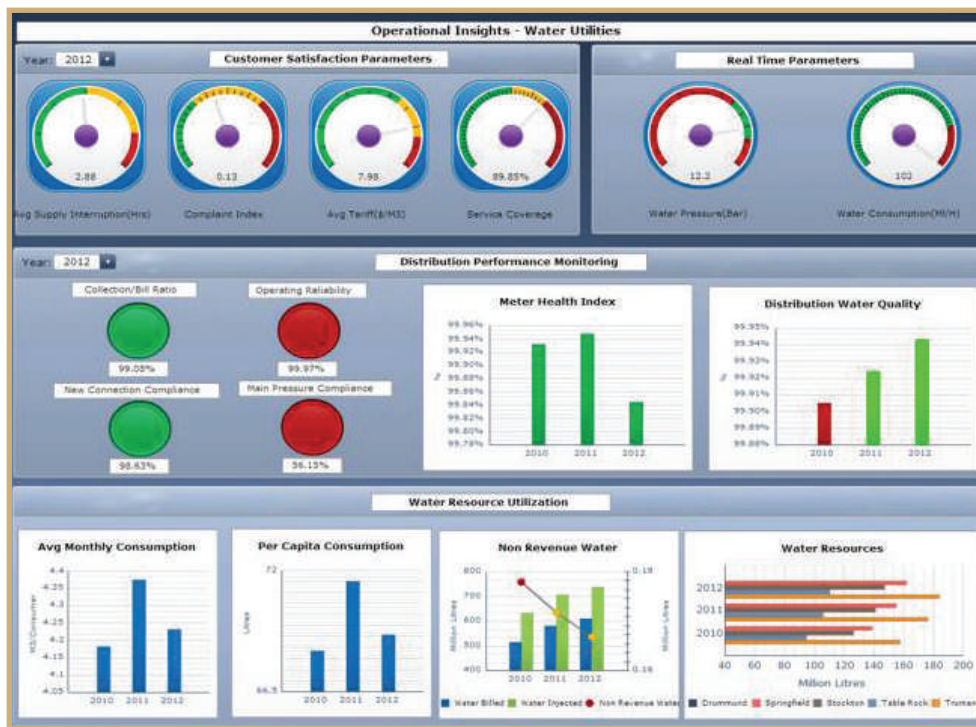 Operational Insights - Water Utilities
Year: 2012
Customer Satisfaction Parameters
Real Time Parameters
2.88
0.13
7.98
89.85%
12.2
102
Avg Supply Interruption(Hrs)
Complaint Index
Avg Tariff($/M3)
Service Coverage
Water Pressure(Bar)
Water Consumption(Ml/H)
Year: 2012
Distribution Performance Monitoring
Collection/Bill Ratio
Operating Reliability
99.97%
New Connection Compliance
Main Pressure Compliance
98.63%
56.15%
Meter Health Index
99.96%
99.94%
99.92%
99.90%
99.88%
99.86%
99.84%
99.82%
99.80%
99.78%
%
2010
2011
2012
Distribution Water Quality
99.95%
99.94%
99.93%
99.92%
99.91%
99.90%
99.89%
99.88%
%
2010
2011
2012
Water Resource Utilization
Avg Monthly Consumption
4.4
4.35
4.3
4.25
4.2
4.15
4.1
4.05
M3/Consumer
2010
2011
2012
Per Capita Consumption
72
66.5
Litres
2010
2011
2012
Non Revenue Water
800
700
600
500
400
Million Litres
0.19
0.16
2010
2011
2012
Water Billed
Water Injected
Non Revenue Water
Water Resources
2012
2011
2010
40 60 80 100 120 140 160 180 200
Million Litres
Drummund
Springfield
Stockton
Table Rock
Truman